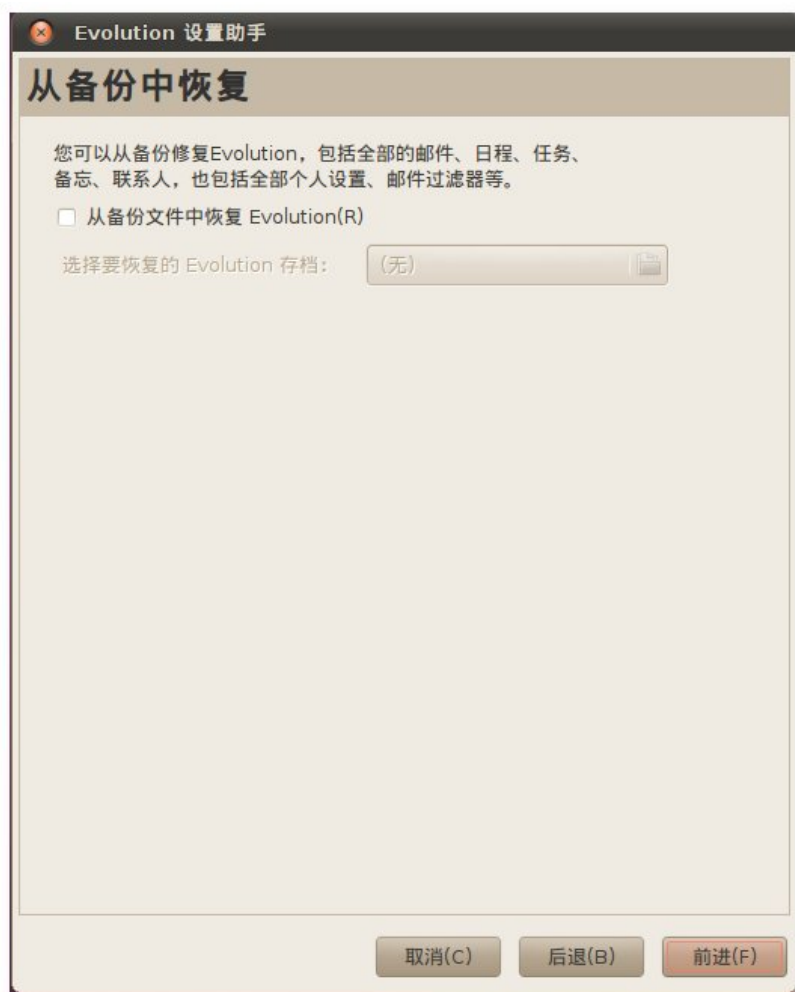 Evolution 设置助手
从备份中恢复
您可以从备份修复Evolution，包括全部的邮件、日程、任务、
备忘、联系人，也包括全部个人设置、邮件过滤器等。
从备份文件中恢复 Evolution(R)
选择要恢复的 Evolution 存档： (无)
取消(C) 后退(B) 前进(F)